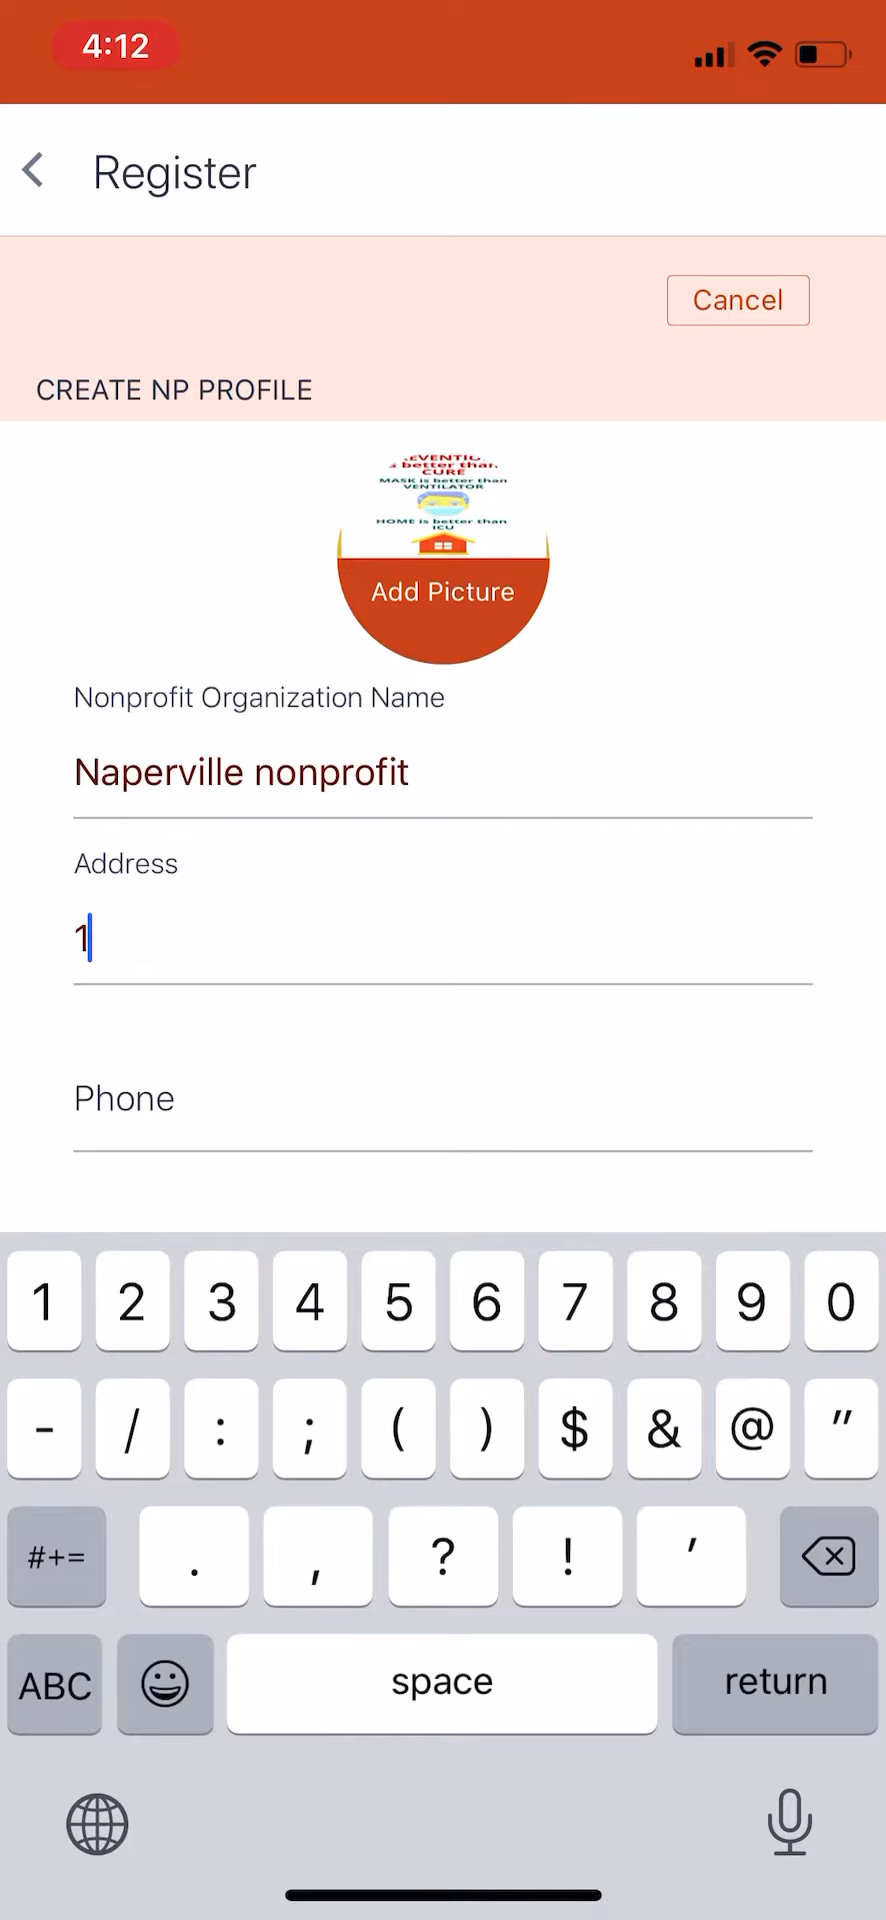 4:12
Register
Cancel
CREATE NP PROFILE
better than
CURE
MASK is better than
VENTILATOR
HOME is better than
ICU
Add Picture
Nonprofit Organization Name
Naperville nonprofit
Address
1
Phone
1 2 3 4 5 6 7 8 9 0
- / : ; ( ) $ & @ "
#+= . , ? ! '
ABC space return